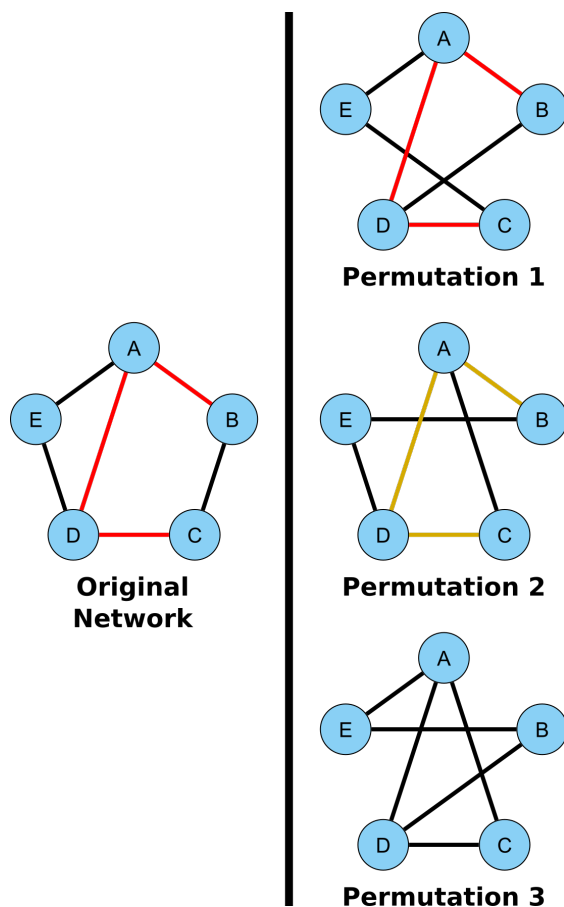 A
E
B
D
C
Original
Network
A
E
B
D
C
Permutation 1
A
E
B
D
C
Permutation 2
A
E
B
D
C
Permutation 3